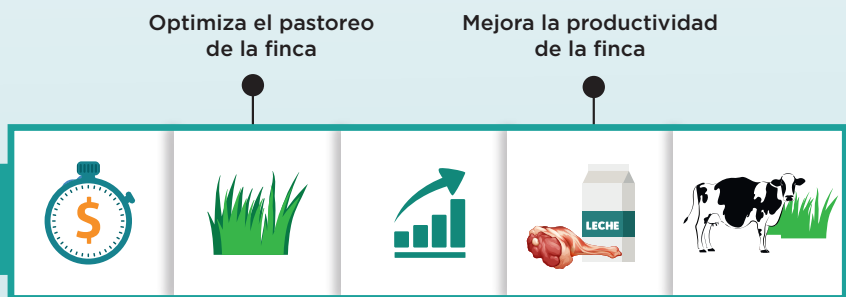 Optimiza el pastoreo
de la finca
Mejora la productividad
de la finca
$
LECHE